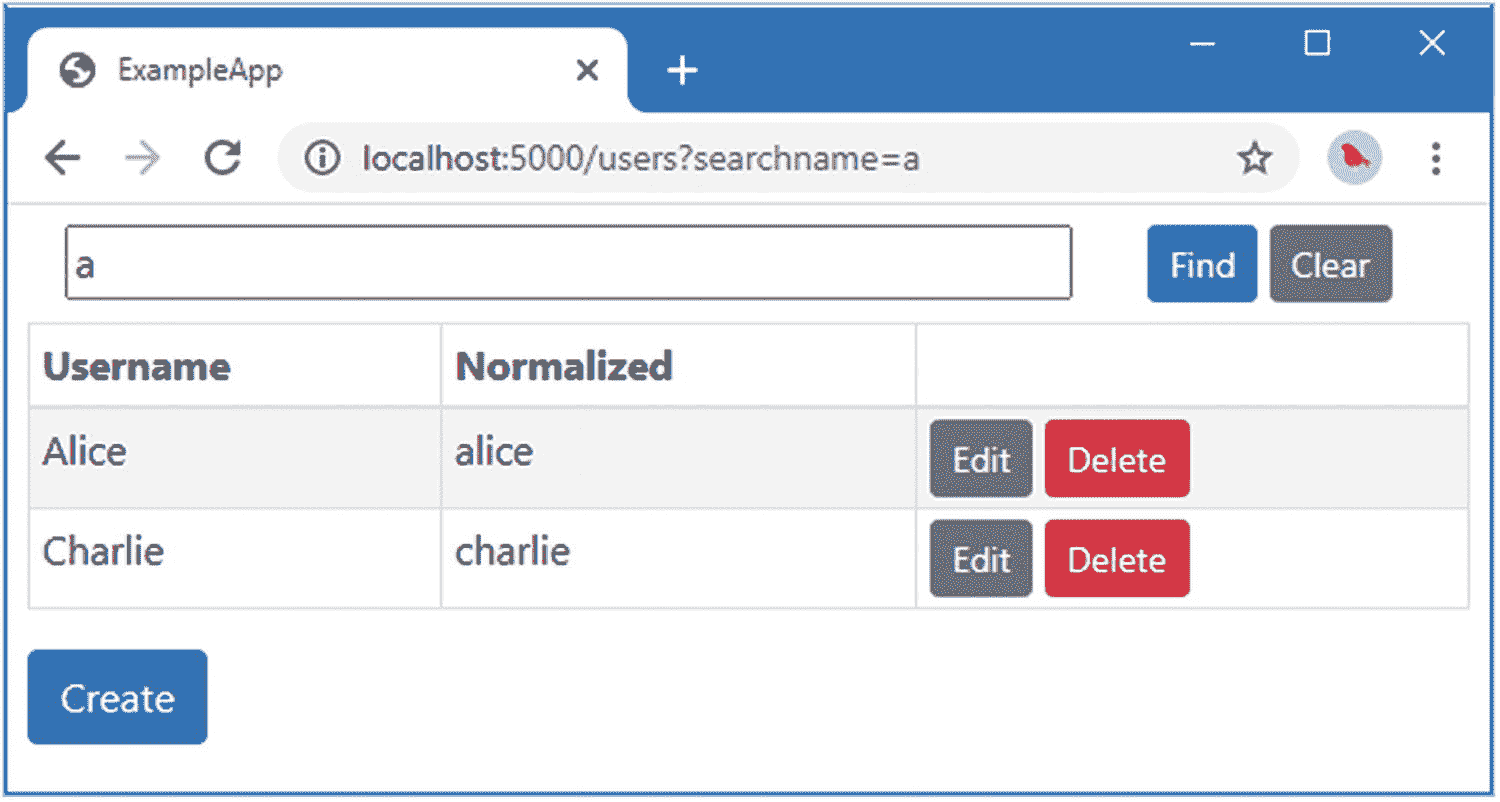 ExampleApp
localhost:5000/users?searchname=a
a Find Clear
Username Normalized
Alice alice Edit Delete
Charlie charlie Edit Delete
Create